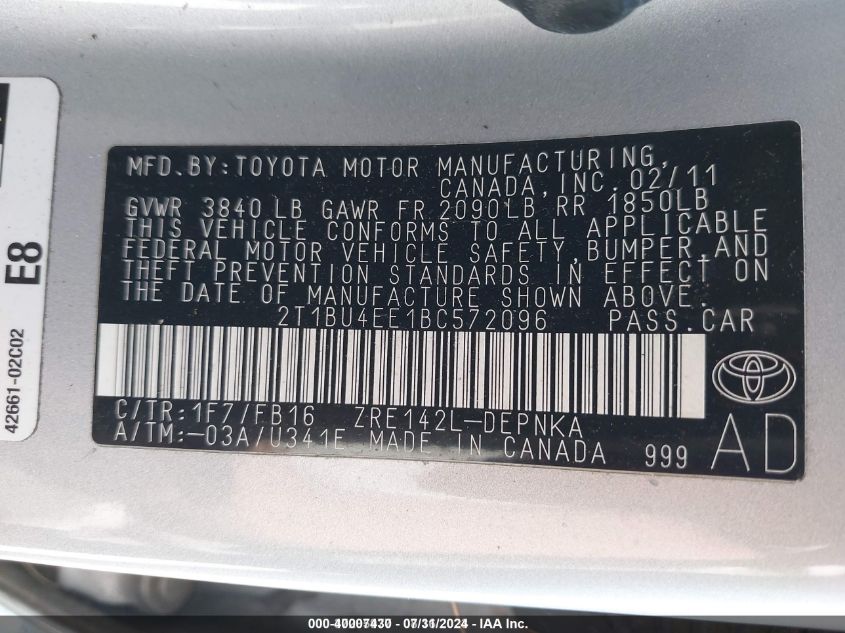 MFD. BY: TOYOTA MOTOR MANUFACTURING,
CANADA, INC. 02/11
GVWR 3840 LB GAWR FR 2090LB RR 1850LB
THIS VEHICLE CONFORMS TO ALL APPLICABLE
FEDERAL MOTOR VEHICLE SAFETY, BUMPER, AND
THEFT PREVENTION STANDARDS IN EFFECT ON
THE DATE OF MANUFACTURE SHOWN ABOVE.
2T1BU4EE1BC572096 PASS. CAR
C/TR: 1F7/FB16 ZRE142L-DEPNKA
A/TM: -03A/U341E MADE IN CANADA 999 AD
E8
42661-02C02
000-40007430 - 07/31/2024 - IAA Inc.